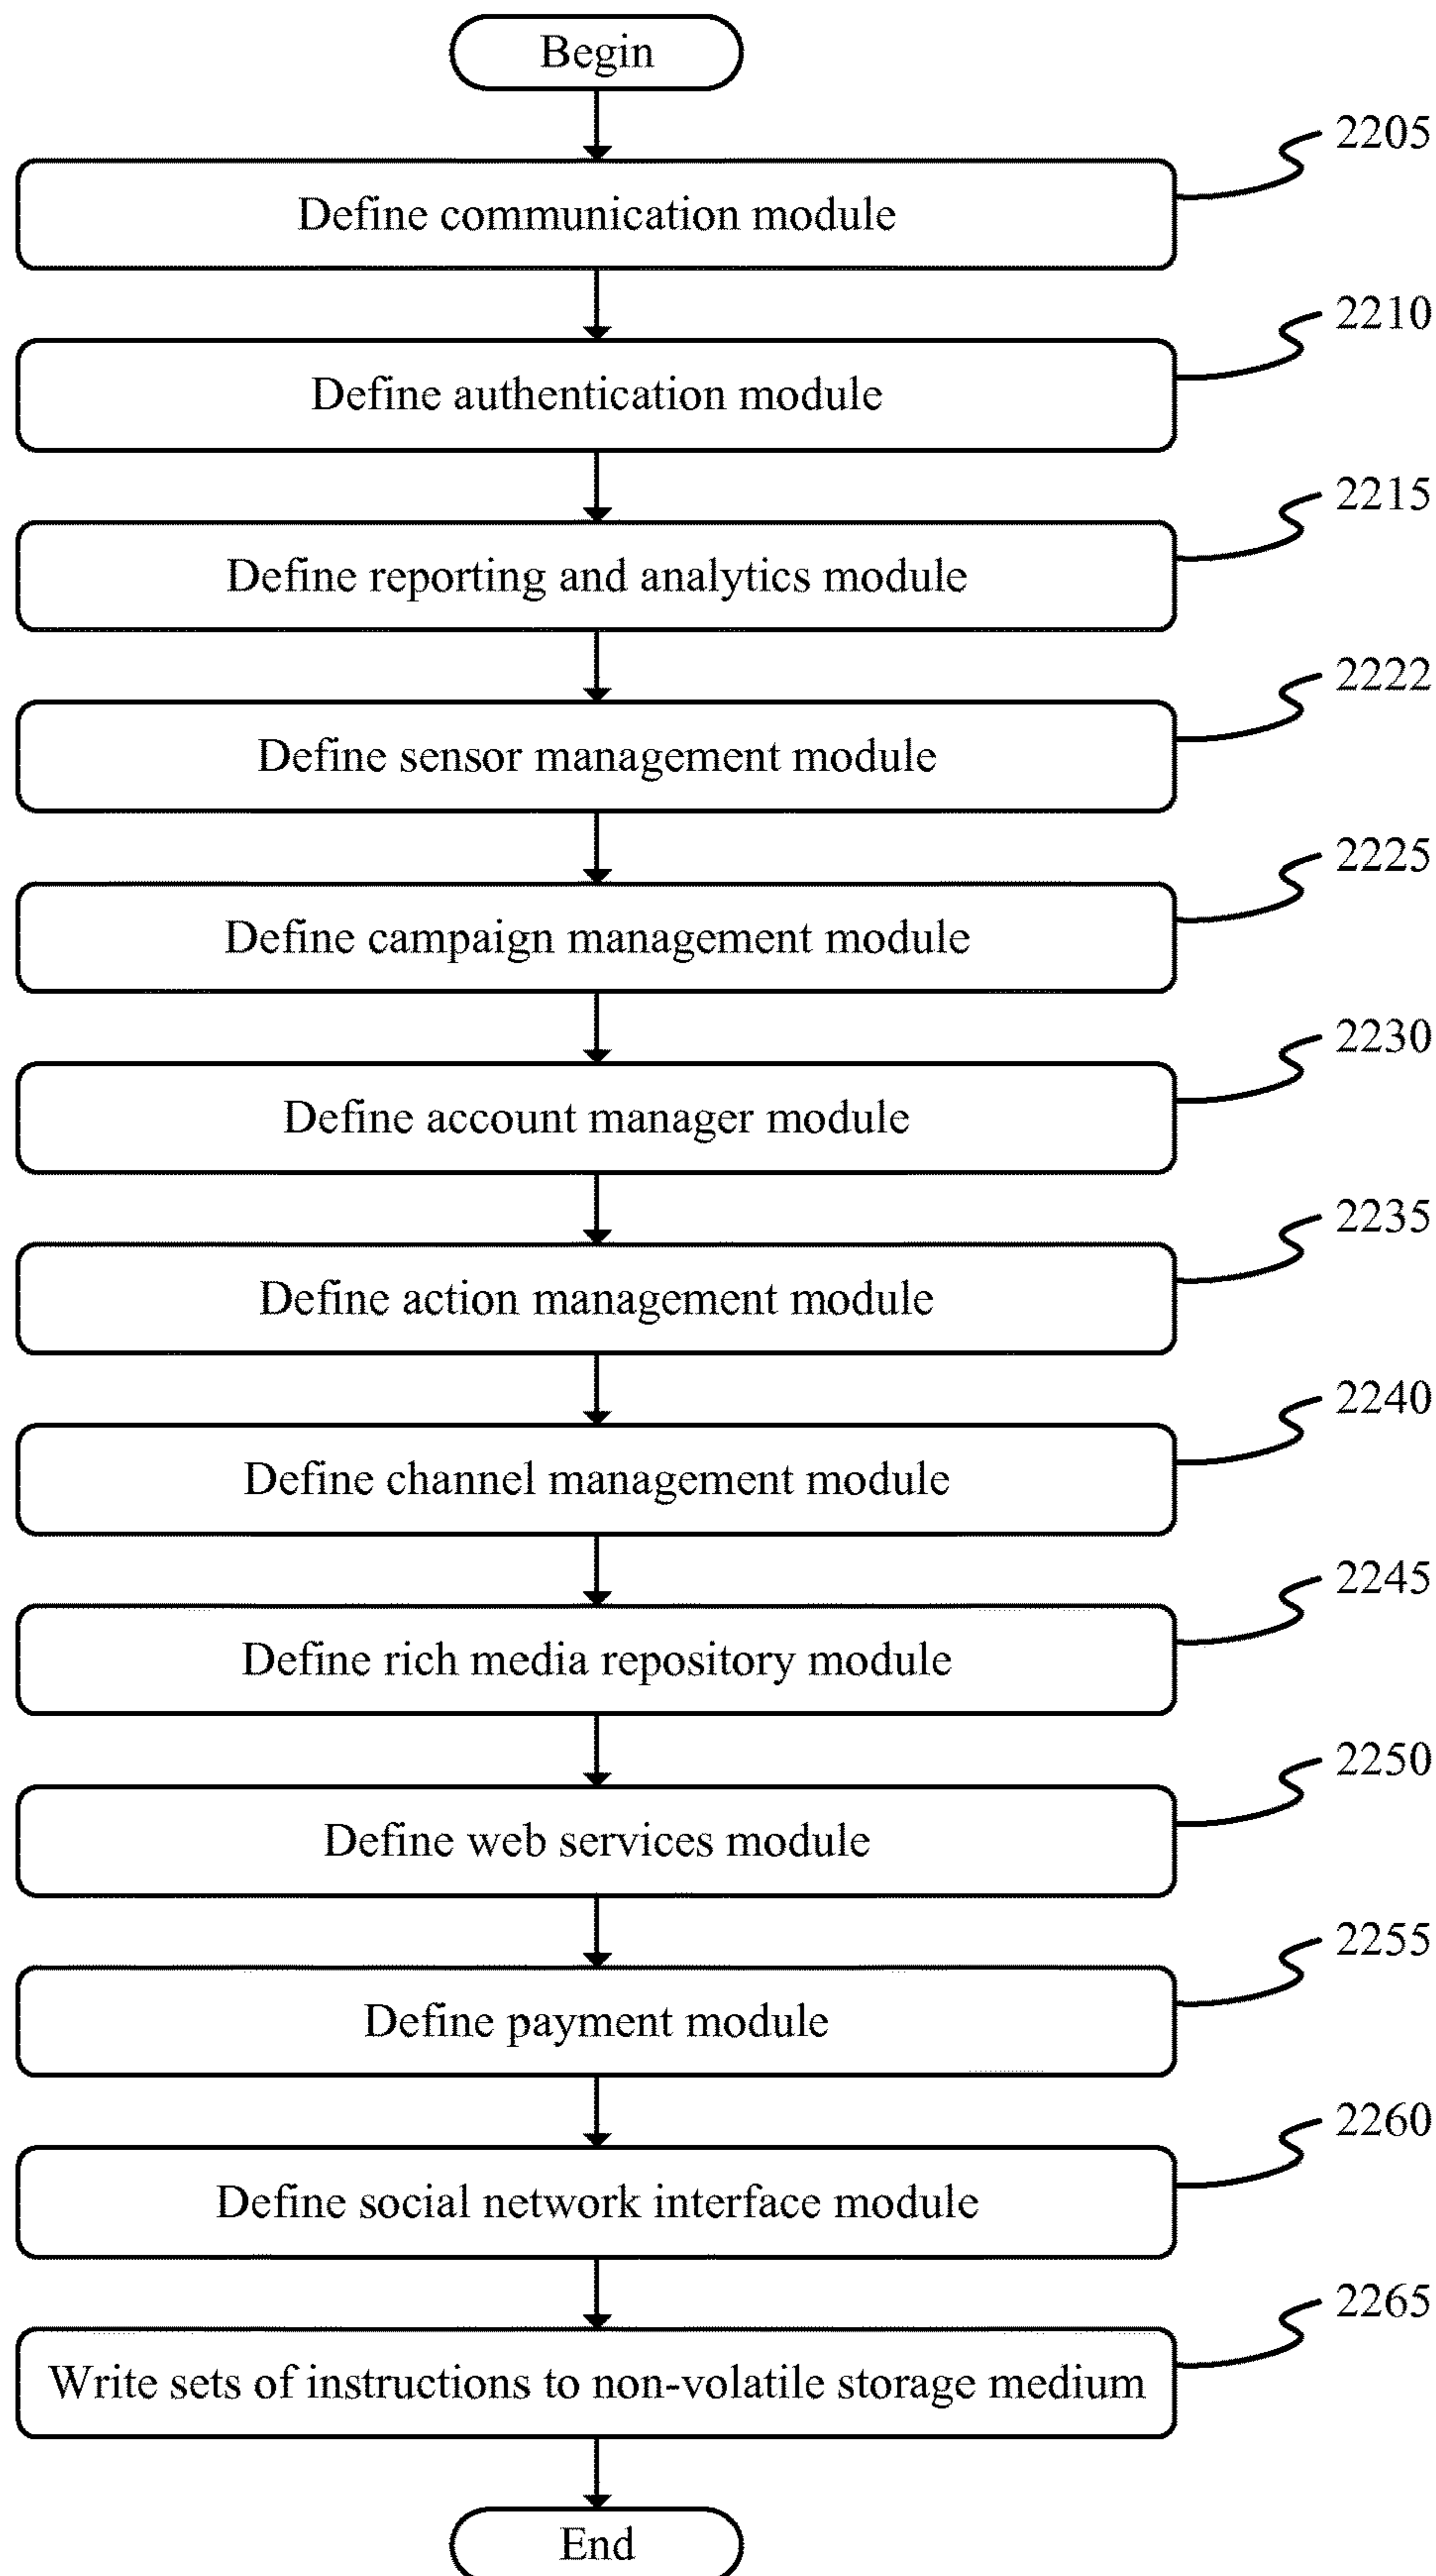 Begin
2205
Define communication module
2210
Define authentication module
2215
Define reporting and analytics module
2222
Define sensor management module
2225
Define campaign management module
2230
Define account manager module
2235
Define action management module
2240
Define channel management module
2245
Define rich media repository module
2250
Define web services module
2255
Define payment module
2260
Define social network interface module
2265
Write sets of instructions to non-volatile storage medium
End